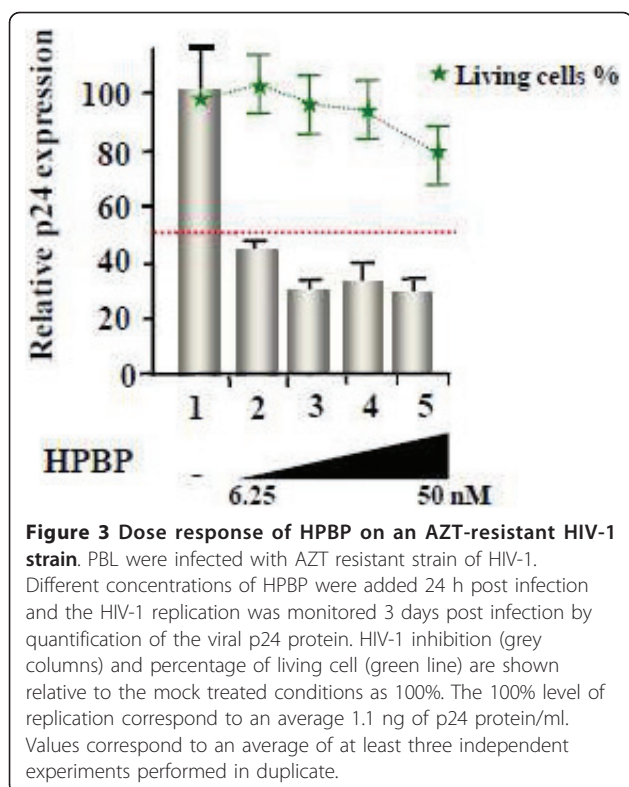 Relative p24 expression
100
80
60
40
20
0
Living cells %
1 2 3 4 5
HPBP
-
6.25 50 nM
Figure 3 Dose response of HPBP on an AZT-resistant HIV-1
strain. PBL were infected with AZT resistant strain of HIV-1.
Different concentrations of HPBP were added 24 h post infection
and the HIV-1 replication was monitored 3 days post infection by
quantification of the viral p24 protein. HIV-1 inhibition (grey
columns) and percentage of living cell (green line) are shown
relative to the mock treated conditions as 100%. The 100% level of
replication correspond to an average 1.1 ng of p24 protein/ml.
Values correspond to an average of at least three independent
experiments performed in duplicate.